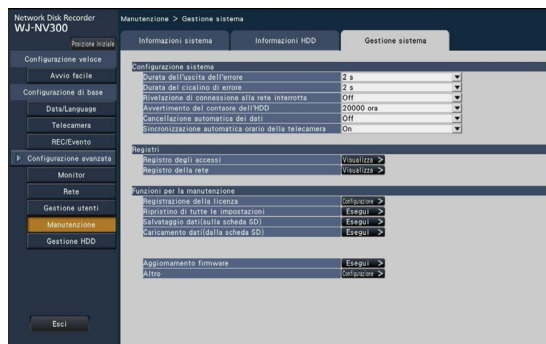 Network Disk Recorder
WJ-NV300
Posizione iniziale
Configurazione veloce
Avvio facile
Configurazione di base
Data/Language
Telecamera
REC/Evento
Configurazione avanzata
Monitor
Rete
Gestione utenti
Manutenzione
Gestione HDD
Esci
Manutenzione > Gestione sistema
Informazioni sistema
Informazioni HDD
Gestione sistema
Configurazione sistema
Durata dell'uscita dell'errore 2 s
Durata del cicalino di errore 2 s
Rivelazione di connessione alla rete interrotta Off
Avvertimento del contaore dell'HDD 20000 ora
Cancellazione automatica dei dati Off
Sincronizzazione automatica orario della telecamera On
Registri
Registro degli accessi Visualizza >
Registro della rete Visualizza >
Funzioni per la manutenzione
Registrazione della licenza Configurazione >
Ripristino di tutte le impostazioni Esegui >
Salvataggio dati(sulla scheda SD) Esegui >
Caricamento dati(dalla scheda SD) Esegui >
Aggiornamento firmware Esegui >
Altro Configurazione >